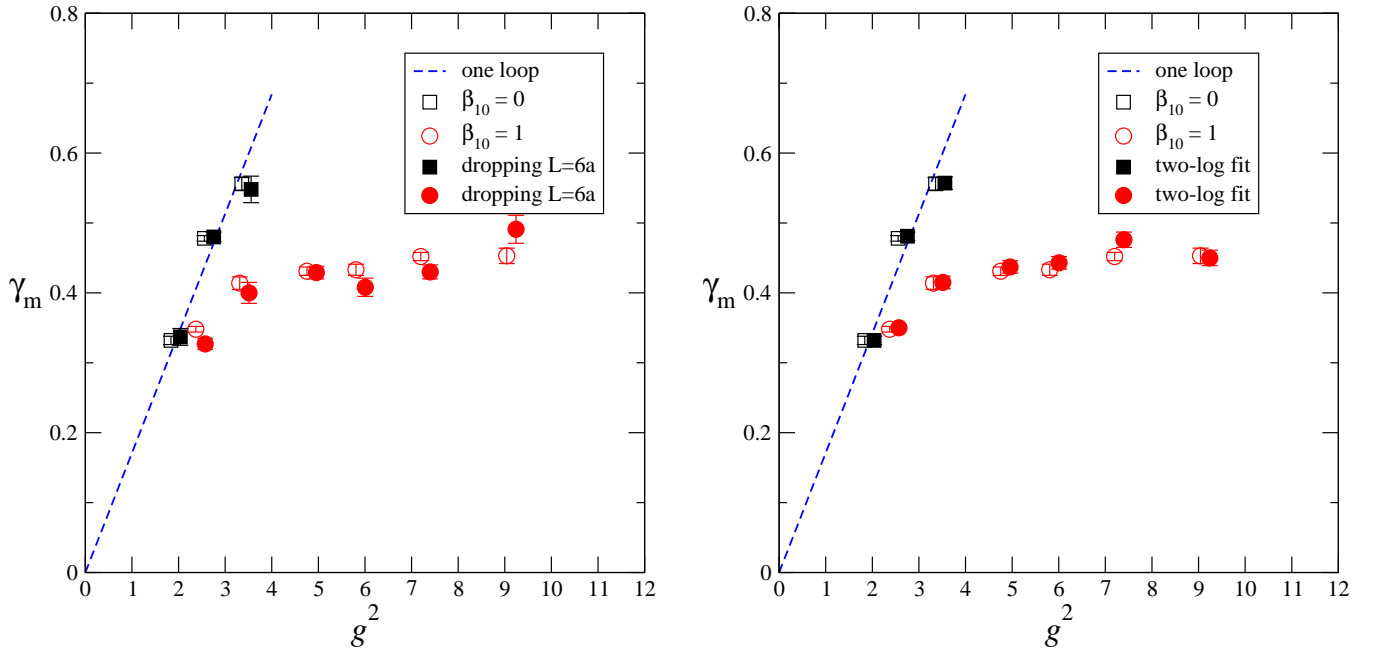 0.8
0.6
0.4
0.2
0
γm
one loop
β10 = 0
β10 = 1
dropping L=6a
dropping L=6a
0 1 2 3 4 5 6 7 8 9 10 11 12
g2
0.8
0.6
0.4
0.2
0
γm
one loop
β10 = 0
β10 = 1
two-log fit
two-log fit
0 1 2 3 4 5 6 7 8 9 10 11 12
g2